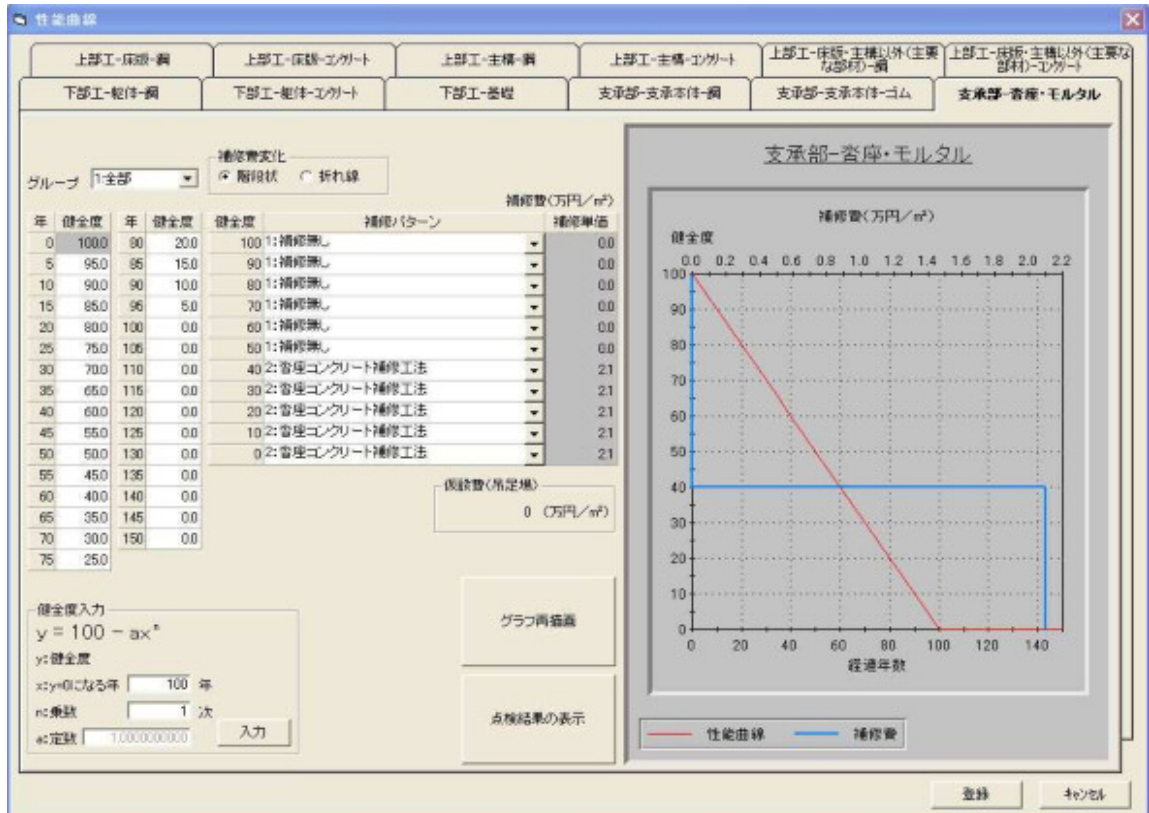 性能曲線
上部工-床版-鋼 上部工-床版-コンクリート 上部工-主構-鋼 上部工-主構-コンクリート 上部工-床版・主構以外(主要な部材)-鋼 上部工-床版・主構以外(主要な部材)-コンクリート
下部工-躯体-鋼 下部工-躯体-コンクリート 下部工-基礎 支承部-支承本体-鋼 支承部-支承本体-ゴム 支承部-沓座・モルタル
グループ 1:全部
補修費変化
階段状 折れ線
補修費(万円/㎡)
年 健全度 年 健全度 健全度 補修パターン 補修単価
0 100.0 80 20.0 100 1:補修無し 0.0
5 95.0 85 15.0 90 1:補修無し 0.0
10 90.0 90 10.0 80 1:補修無し 0.0
15 85.0 95 5.0 70 1:補修無し 0.0
20 80.0 100 0.0 60 1:補修無し 0.0
25 75.0 105 0.0 50 1:補修無し 0.0
30 70.0 110 0.0 40 2:沓座コンクリート補修工法 2.1
35 65.0 115 0.0 30 2:沓座コンクリート補修工法 2.1
40 60.0 120 0.0 20 2:沓座コンクリート補修工法 2.1
45 55.0 125 0.0 10 2:沓座コンクリート補修工法 2.1
50 50.0 130 0.0 0 2:沓座コンクリート補修工法 2.1
55 45.0 135 0.0
60 40.0 140 0.0
65 35.0 145 0.0
70 30.0 150 0.0
75 25.0
仮設費(吊足場)
0 (万円/㎡)
健全度入力
y = 100 - axⁿ
y:健全度
x:y=0になる年 100 年
n:乗数 1 次
a:定数 1.0000000000
入力
グラフ再描画
点検結果の表示
支承部-沓座・モルタル
補修費(万円/㎡)
健全度
0.0 0.2 0.4 0.6 0.8 1.0 1.2 1.4 1.6 1.8 2.0 2.2
100
90
80
70
60
50
40
30
20
10
0
0 20 40 60 80 100 120 140
経過年数
性能曲線 補修費
登録 キャンセル